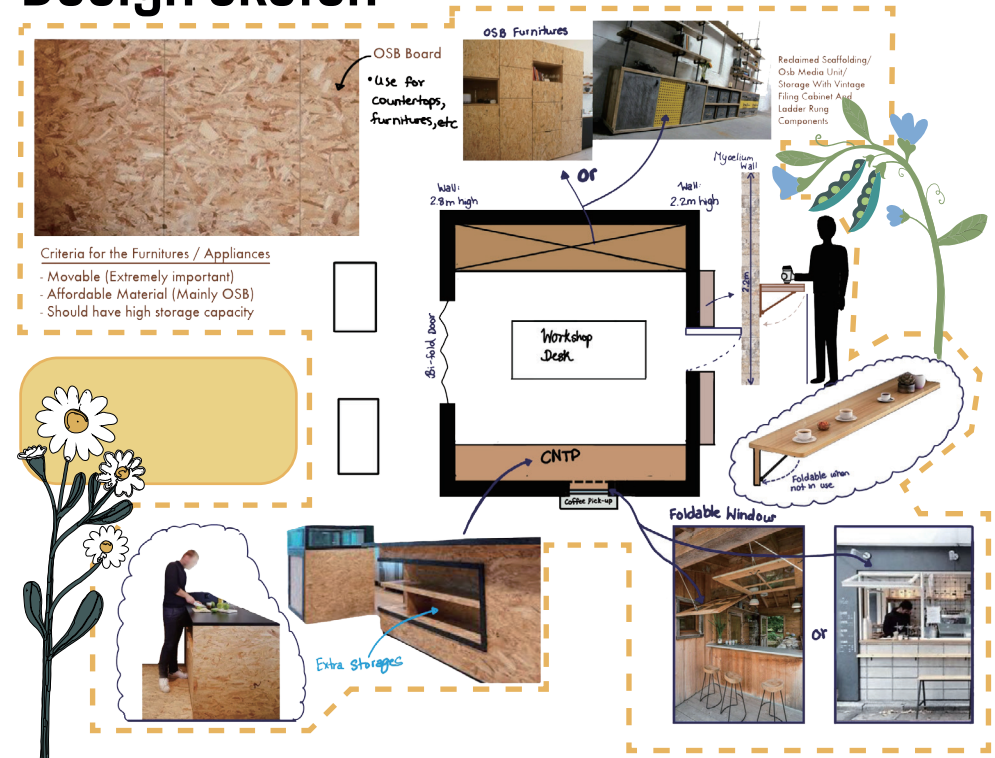 Design Sketch
OSB Board
• Use for
countertops,
furnitures, etc
OSB Furnitures
Reclaimed Scaffolding/
Osb Media Unit/
Storage With Vintage
Filing Cabinet And
Ladder Rung
Components
or
Mycelium
Wall
Wall:
2.8m high
Wall:
2.2m high
2.2m
Criteria for the Furnitures / Appliances
- Movable (Extremely important)
- Affordable Material (Mainly OSB)
- Should have high storage capacity
Bi-fold Door
Workshop
Desk
CNTP
Coffee Pick-up
Foldable when
not in use
Foldable Window
or
Extra storages